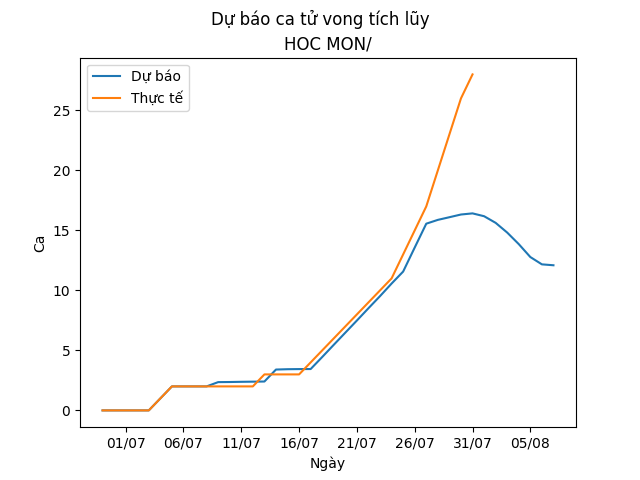 Dự báo ca tử vong tích lũy
HOC MON/
Dự báo
Thực tế
25
20
15
10
5
0
Ca
01/07 06/07 11/07 16/07 21/07 26/07 31/07 05/08
Ngày